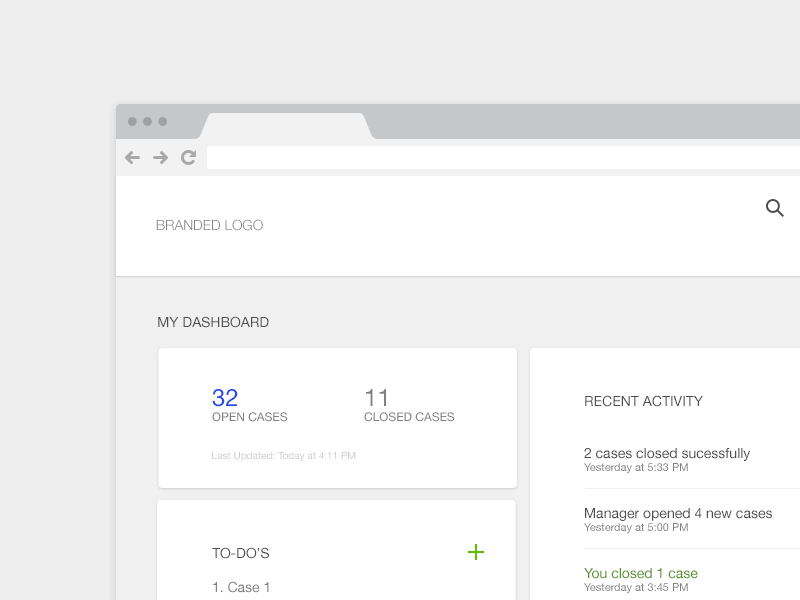 BRANDED LOGO
MY DASHBOARD
32
OPEN CASES
11
CLOSED CASES
Last Updated: Today at 4:11 PM
TO-DO'S
1. Case 1
RECENT ACTIVITY
2 cases closed sucessfully
Yesterday at 5:33 PM
Manager opened 4 new cases
Yesterday at 5:00 PM
You closed 1 case
Yesterday at 3:45 PM